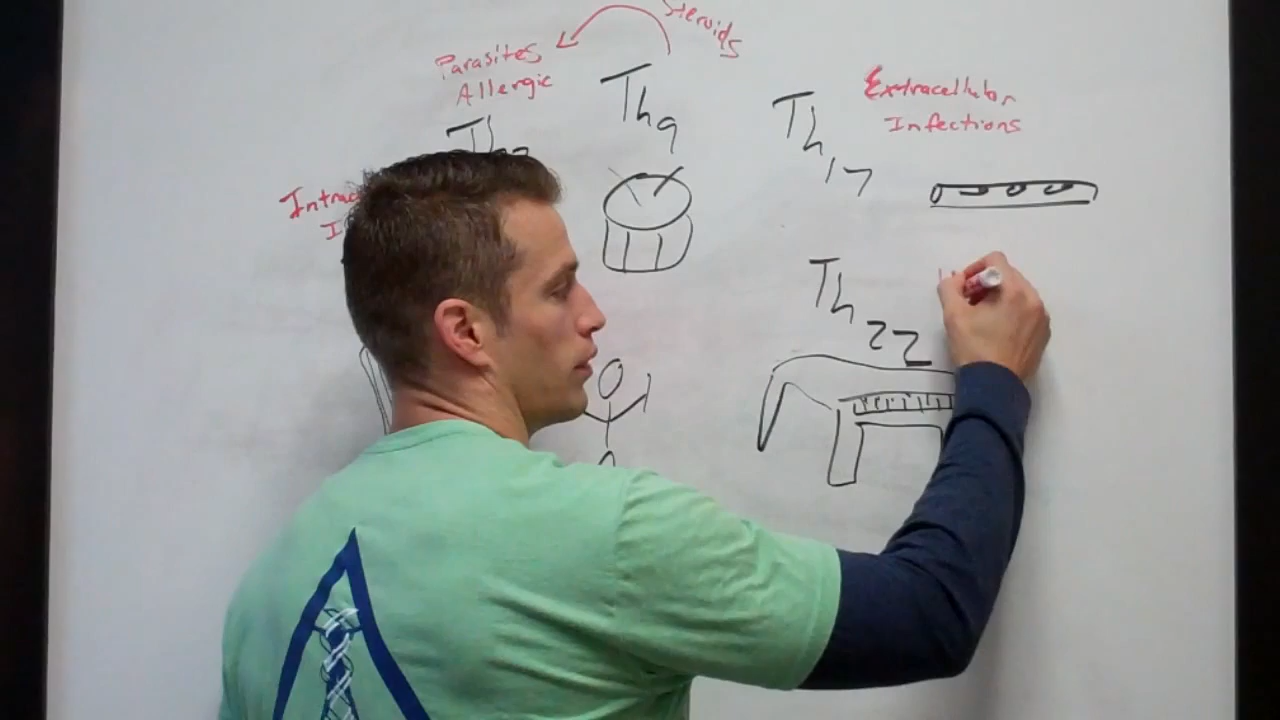 Steroids
Parasites
Allergic
Th9
Th17
Extracellular
Infections
Th22